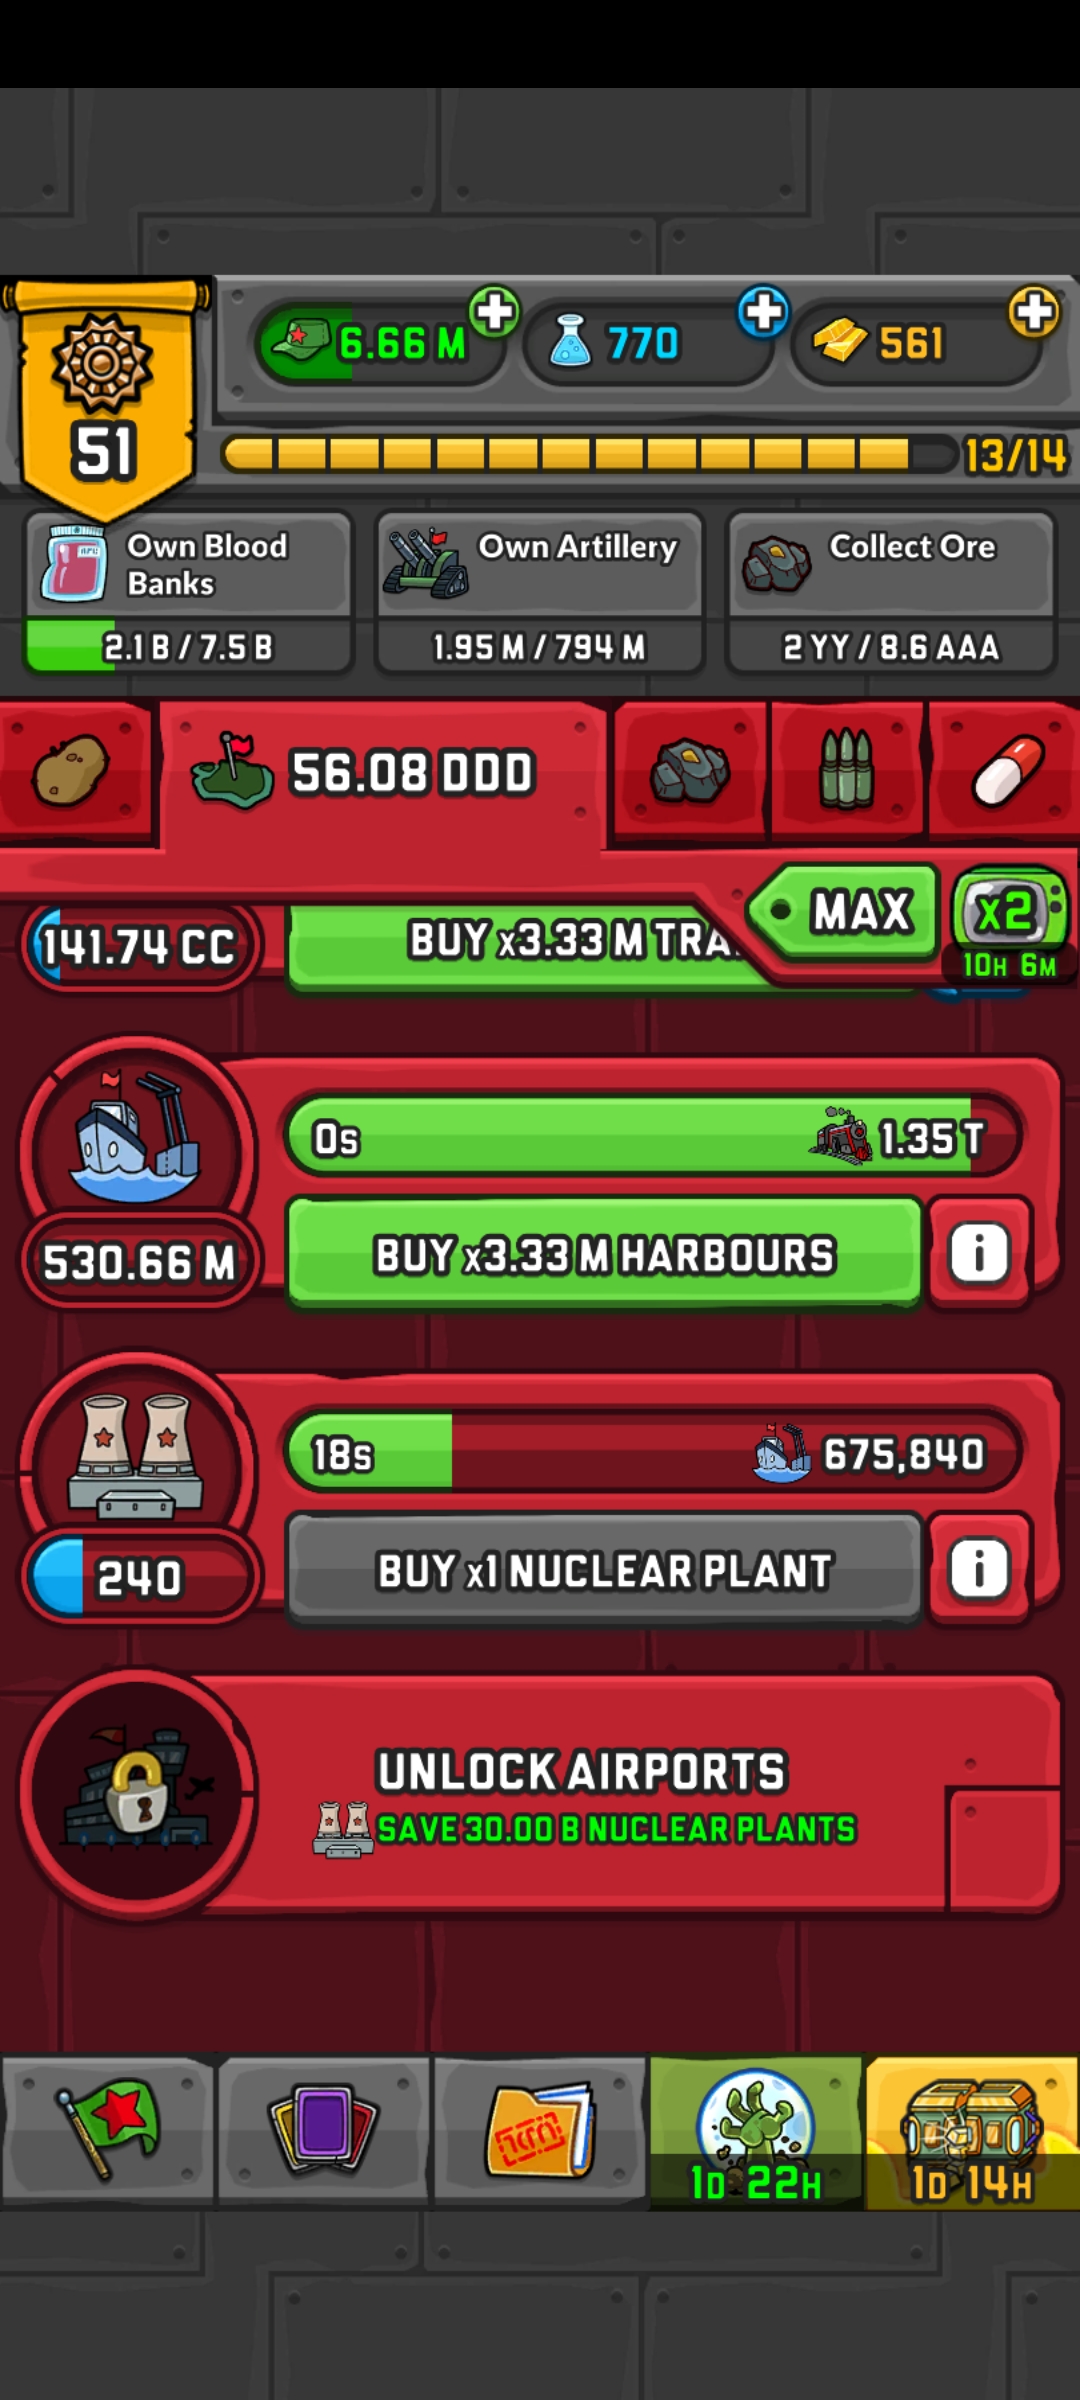 6.66 M
770
561
51
13/14
Own Blood
Banks
2.1 B / 7.5 B
Own Artillery
1.95 M / 794 M
Collect Ore
2 YY / 8.6 AAA
56.08 DDD
MAX
x2
10H 6M
141.74 CC
BUY x3.33 M TRA
0s
1.35 T
530.66 M
BUY x3.33 M HARBOURS
i
18s
675,840
240
BUY x1 NUCLEAR PLANT
i
UNLOCK AIRPORTS
SAVE 30.00 B NUCLEAR PLANTS
1D 22H
1D 14H